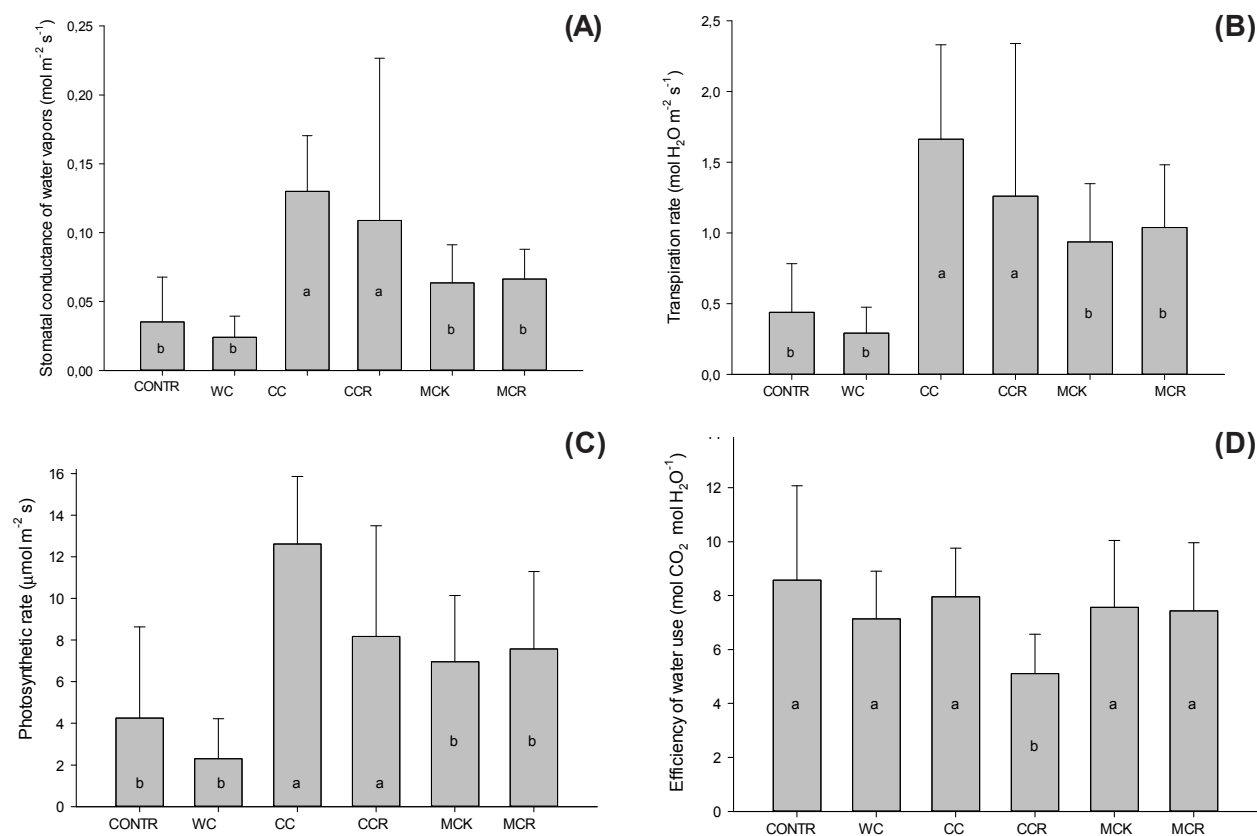 (A)
Stomatal conductance of water vapors (mol m⁻² s⁻¹)
0,25
0,20
0,15
0,10
0,05
0,00
b b a a b b
CONTR WC CC CCR MCK MCR
(B)
Transpiration rate (mol H₂O m⁻² s⁻¹)
2,5
2,0
1,5
1,0
0,5
0,0
b b a a b b
CONTR WC CC CCR MCK MCR
(C)
Photosynthetic rate (μmol m⁻² s)
16
14
12
10
8
6
4
2
0
b b a a b b
CONTR WC CC CCR MCK MCR
(D)
Efficiency of water use (mol CO₂ mol H₂O⁻¹)
12
10
8
6
4
2
0
a a a b a a
CONTR WC CC CCR MCK MCR